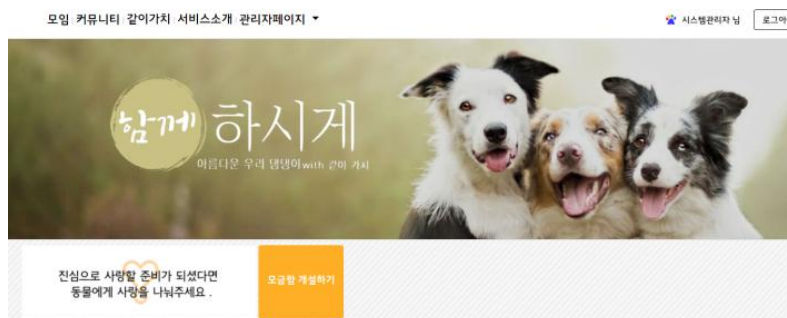 모임 커뮤니티 같이가치 서비스소개 관리자페이지
시스템관리자 님
로그아
함께 하시게
아름다운 우리 댕댕이with 같이 가시
진심으로 사랑할 준비가 되셨다면
동물에게 사랑을 나눠주세요 .
모금함 개설하기